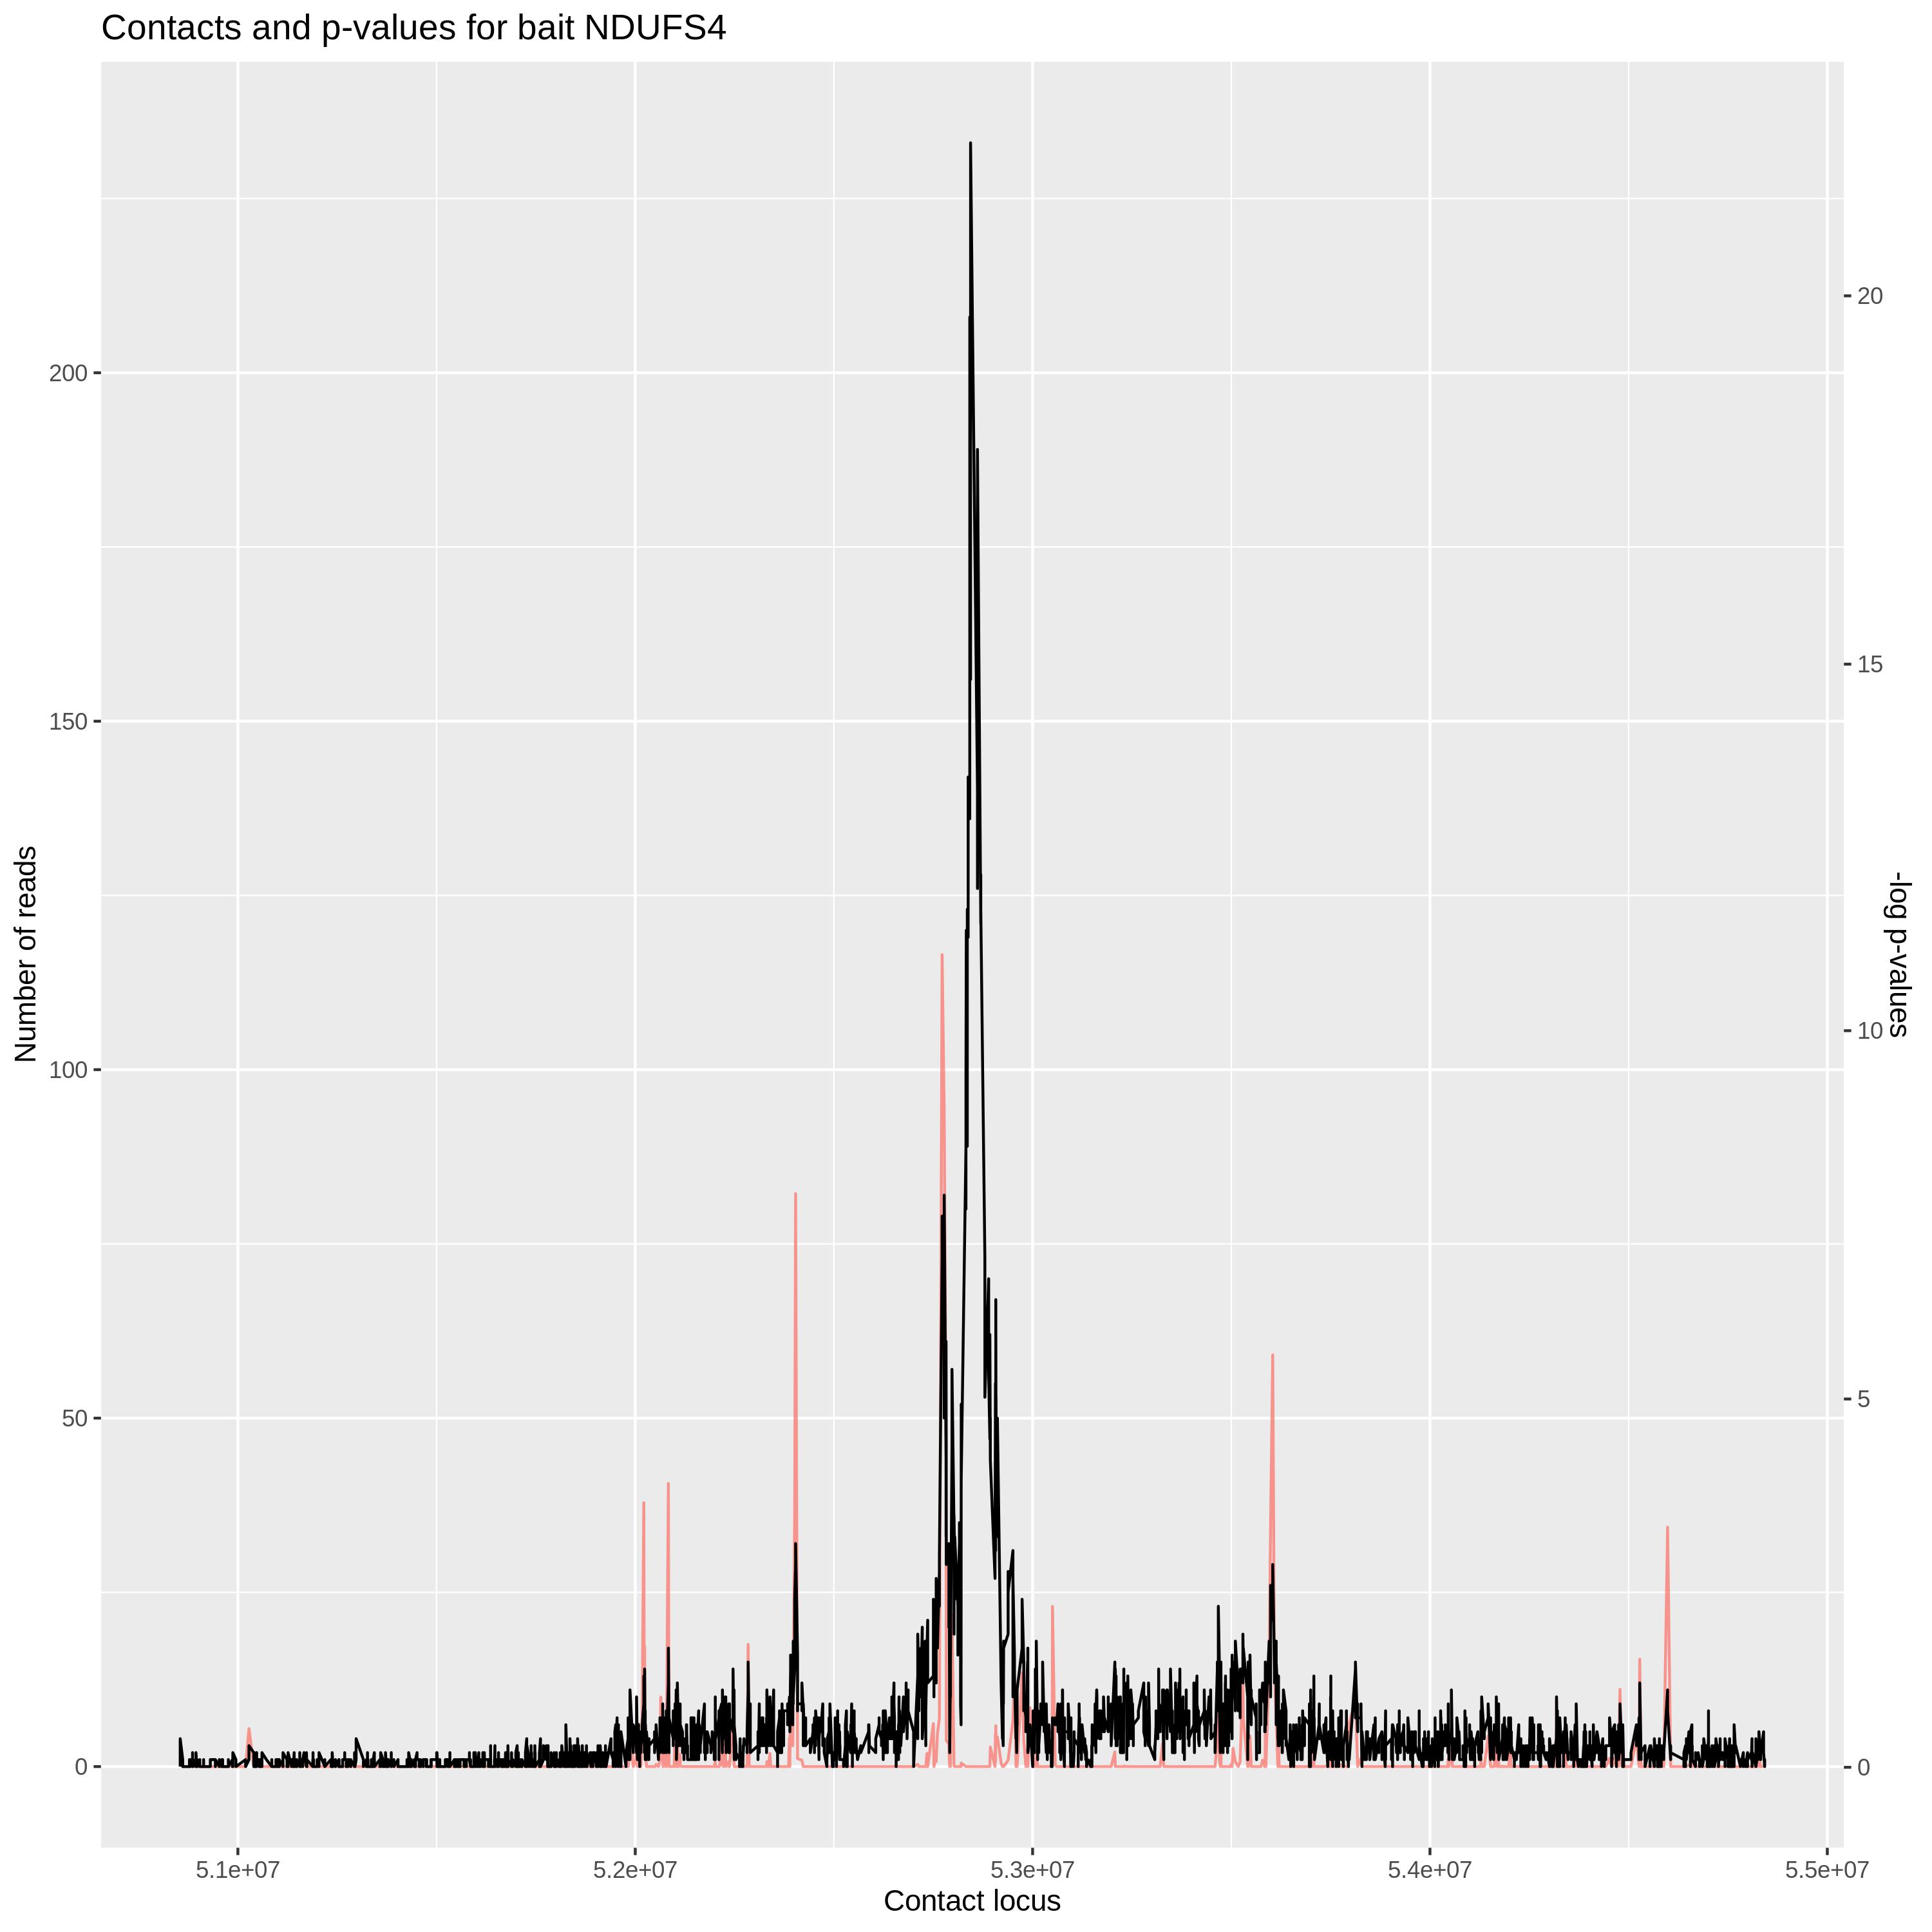 Contacts and p-values for bait NDUFS4
Number of reads
200
150
100
50
0
20
15
10
5
0
-log p-values
5.1e+07
5.2e+07
5.3e+07
5.4e+07
5.5e+07
Contact locus